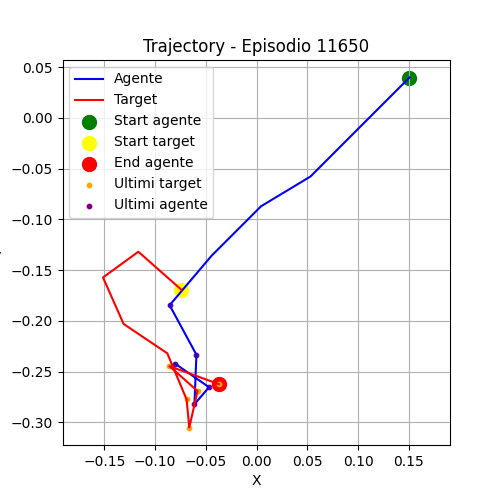 Trajectory - Episodio 11650
Agente
Target
Start agente
Start target
End agente
Ultimi target
Ultimi agente
0.05
0.00
−0.05
−0.10
−0.15
−0.20
−0.25
−0.30
−0.15
−0.10
−0.05
0.00
0.05
0.10
0.15
X